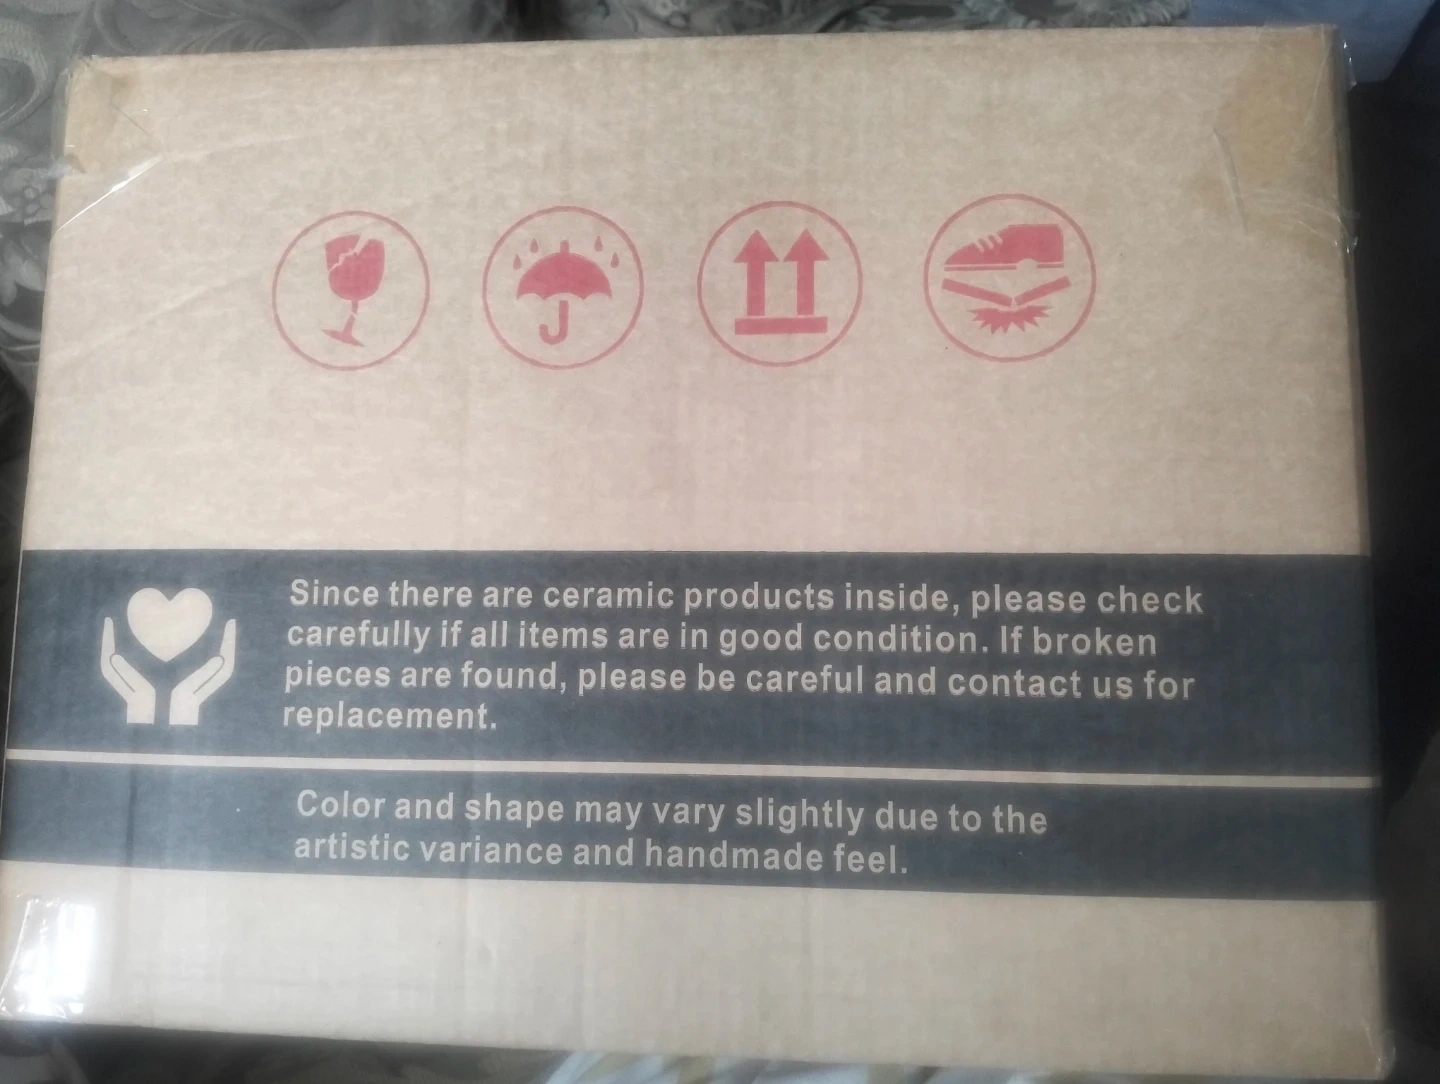 Since there are ceramic products inside, please check
carefully if all items are in good condition. If broken
pieces are found, please be careful and contact us for
replacement.
Color and shape may vary slightly due to the
artistic variance and handmade feel.